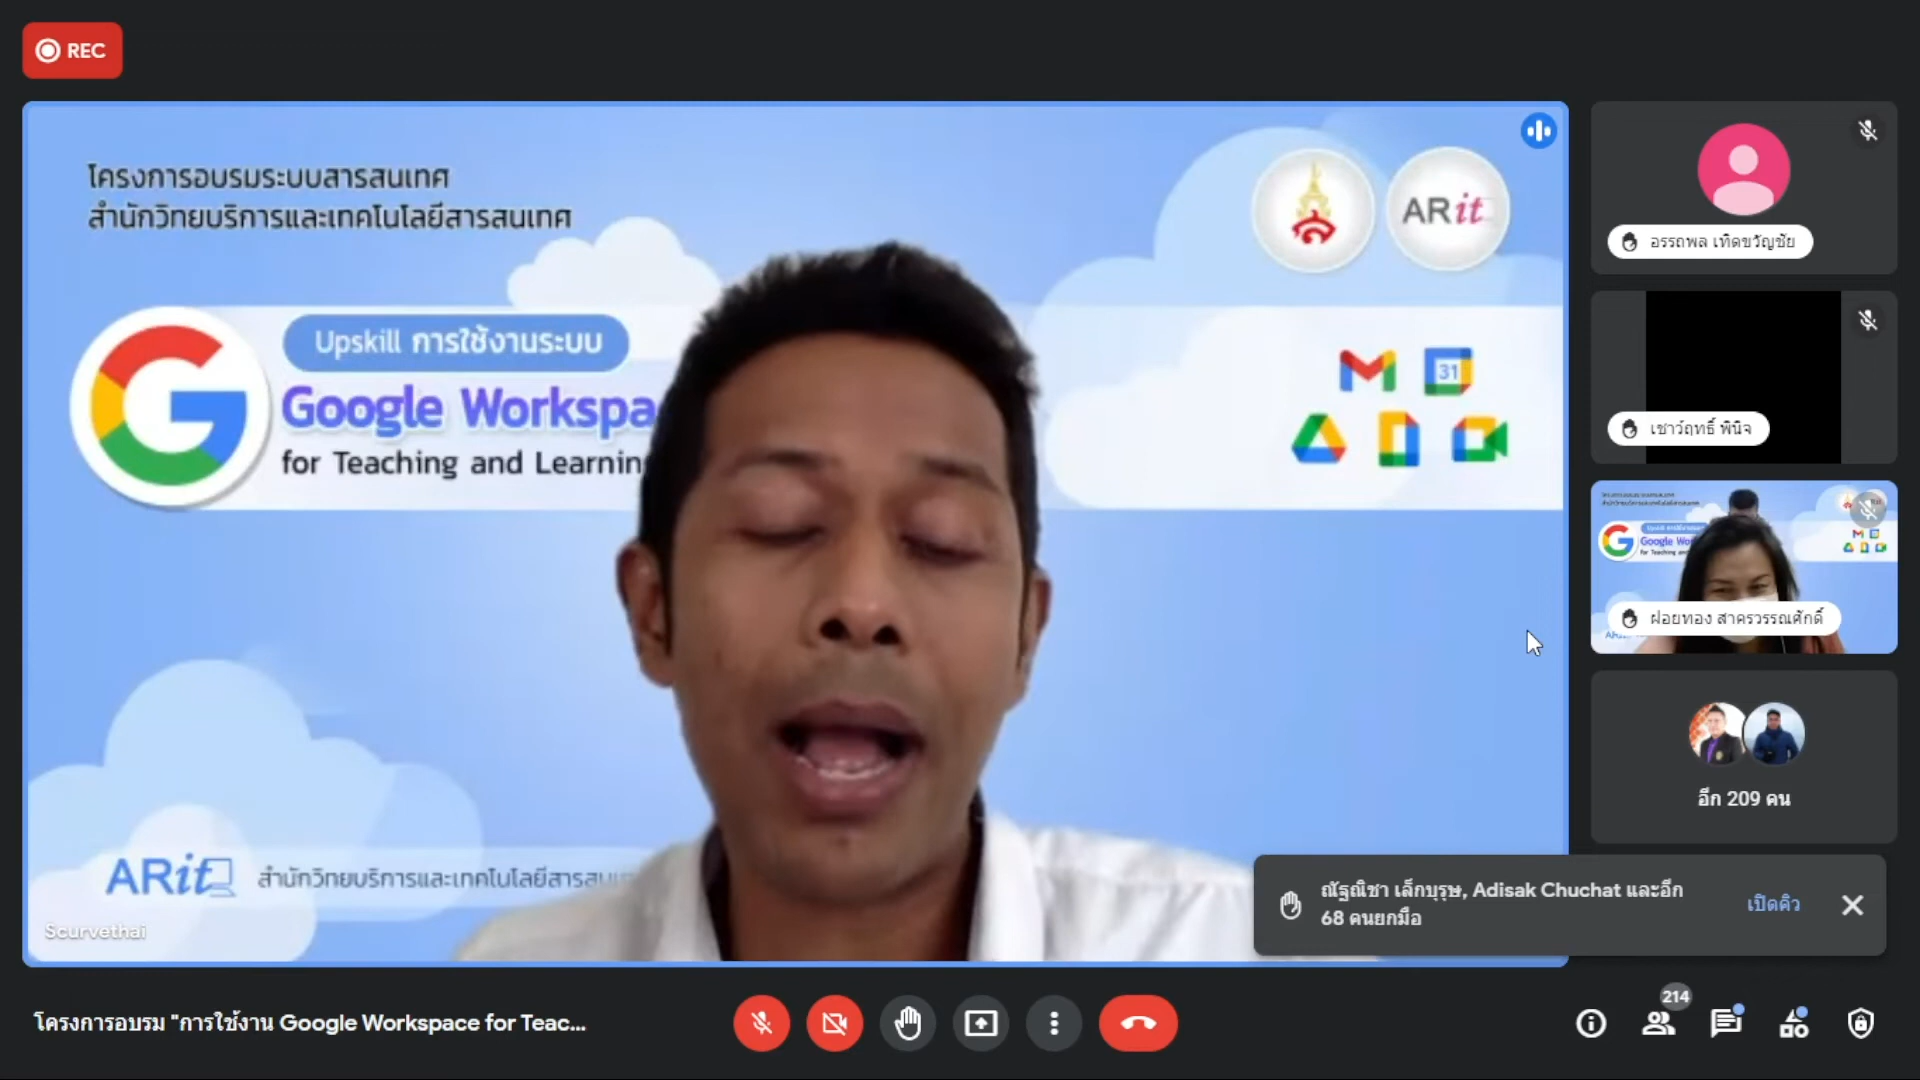 REC
โครงการอบรมระบบสารสนเทศ
สำนักวิทยบริการและเทคโนโลยีสารสนเทศ
ARit
Upskill การใช้งานระบบ
Google Workspa
for Teaching and Learning
31
ARit
สำนักวิทยบริการและเทคโนโลยีสารสน
Scurvethai
อรรถพล เทิดขวัญชัย
เชาว์ฤทธิ์ พินิจ
Google Wor
ฝอยทอง สาครวรรณศักดิ์
อีก 209 คน
ณัฐณิชา เล็กบุรุษ, Adisak Chuchat และอีก
68 คนยกมือ
เปิดคิว
โครงการอบรม "การใช้งาน Google Workspace for Teac...
214